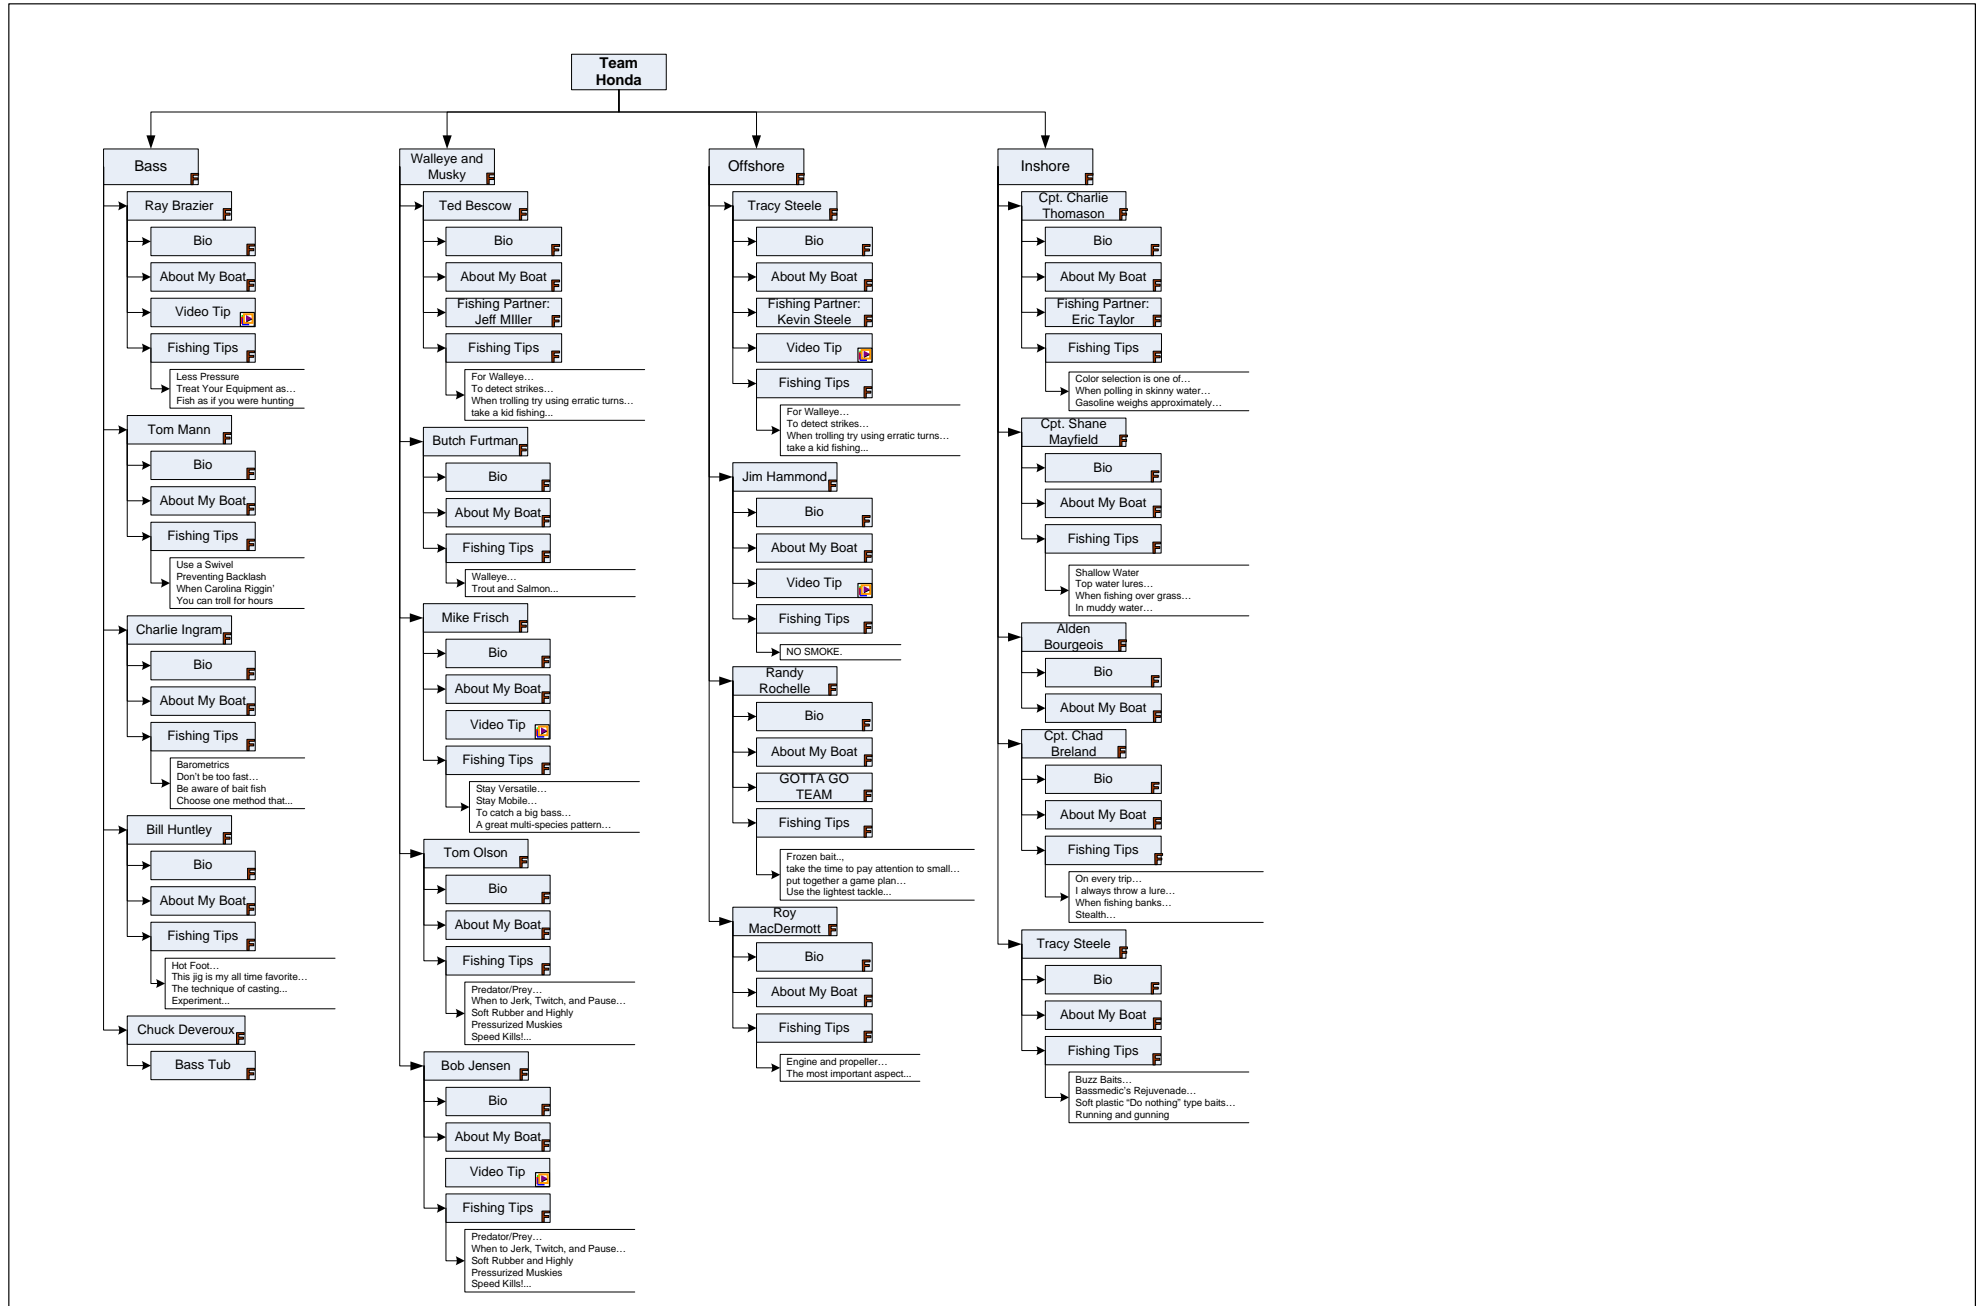 Team
Honda
Bass
Ray Brazier
Bio
About My Boat
Video Tip
Fishing Tips
Less Pressure
Treat Your Equipment as…
Fish as if you were hunting
Tom Mann
Bio
About My Boat
Fishing Tips
Use a Swivel
Preventing Backlash
When Carolina Riggin’
You can troll for hours
Charlie Ingram
Bio
About My Boat
Fishing Tips
Barometrics
Don’t be too fast…
Be aware of bait fish
Choose one method that...
Bill Huntley
Bio
About My Boat
Fishing Tips
Hot Foot…
This jig is my all time favorite…
The technique of casting...
Experiment...
Chuck Deveroux
Bass Tub
Walleye and
Musky
Ted Bescow
Bio
About My Boat
Fishing Partner:
Jeff MIller
Fishing Tips
For Walleye…
To detect strikes…
When trolling try using erratic turns…
take a kid fishing...
Butch Furtman
Bio
About My Boat
Fishing Tips
Walleye…
Trout and Salmon...
Mike Frisch
Bio
About My Boat
Video Tip
Fishing Tips
Stay Versatile…
Stay Mobile…
To catch a big bass…
A great multi-species pattern…
Tom Olson
Bio
About My Boat
Fishing Tips
Predator/Prey…
When to Jerk, Twitch, and Pause…
Soft Rubber and Highly
Pressurized Muskies
Speed Kills!...
Bob Jensen
Bio
About My Boat
Video Tip
Fishing Tips
Predator/Prey…
When to Jerk, Twitch, and Pause…
Soft Rubber and Highly
Pressurized Muskies
Speed Kills!...
Offshore
Tracy Steele
Bio
About My Boat
Fishing Partner:
Kevin Steele
Video Tip
Fishing Tips
For Walleye…
To detect strikes…
When trolling try using erratic turns…
take a kid fishing...
Jim Hammond
Bio
About My Boat
Video Tip
Fishing Tips
NO SMOKE.
Randy
Rochelle
Bio
About My Boat
GOTTA GO
TEAM
Fishing Tips
Frozen bait..,
take the time to pay attention to small…
put together a game plan…
Use the lightest tackle...
Roy
MacDermott
Bio
About My Boat
Fishing Tips
Engine and propeller…
The most important aspect...
Inshore
Cpt. Charlie
Thomason
Bio
About My Boat
Fishing Partner:
Eric Taylor
Fishing Tips
Color selection is one of…
When polling in skinny water…
Gasoline weighs approximately…
Cpt. Shane
Mayfield
Bio
About My Boat
Fishing Tips
Shallow Water
Top water lures…
When fishing over grass…
In muddy water…
Alden
Bourgeois
Bio
About My Boat
Cpt. Chad
Breland
Bio
About My Boat
Fishing Tips
On every trip…
I always throw a lure…
When fishing banks…
Stealth…
Tracy Steele
Bio
About My Boat
Fishing Tips
Buzz Baits…
Bassmedic’s Rejuvenade…
Soft plastic “Do nothing” type baits…
Running and gunning